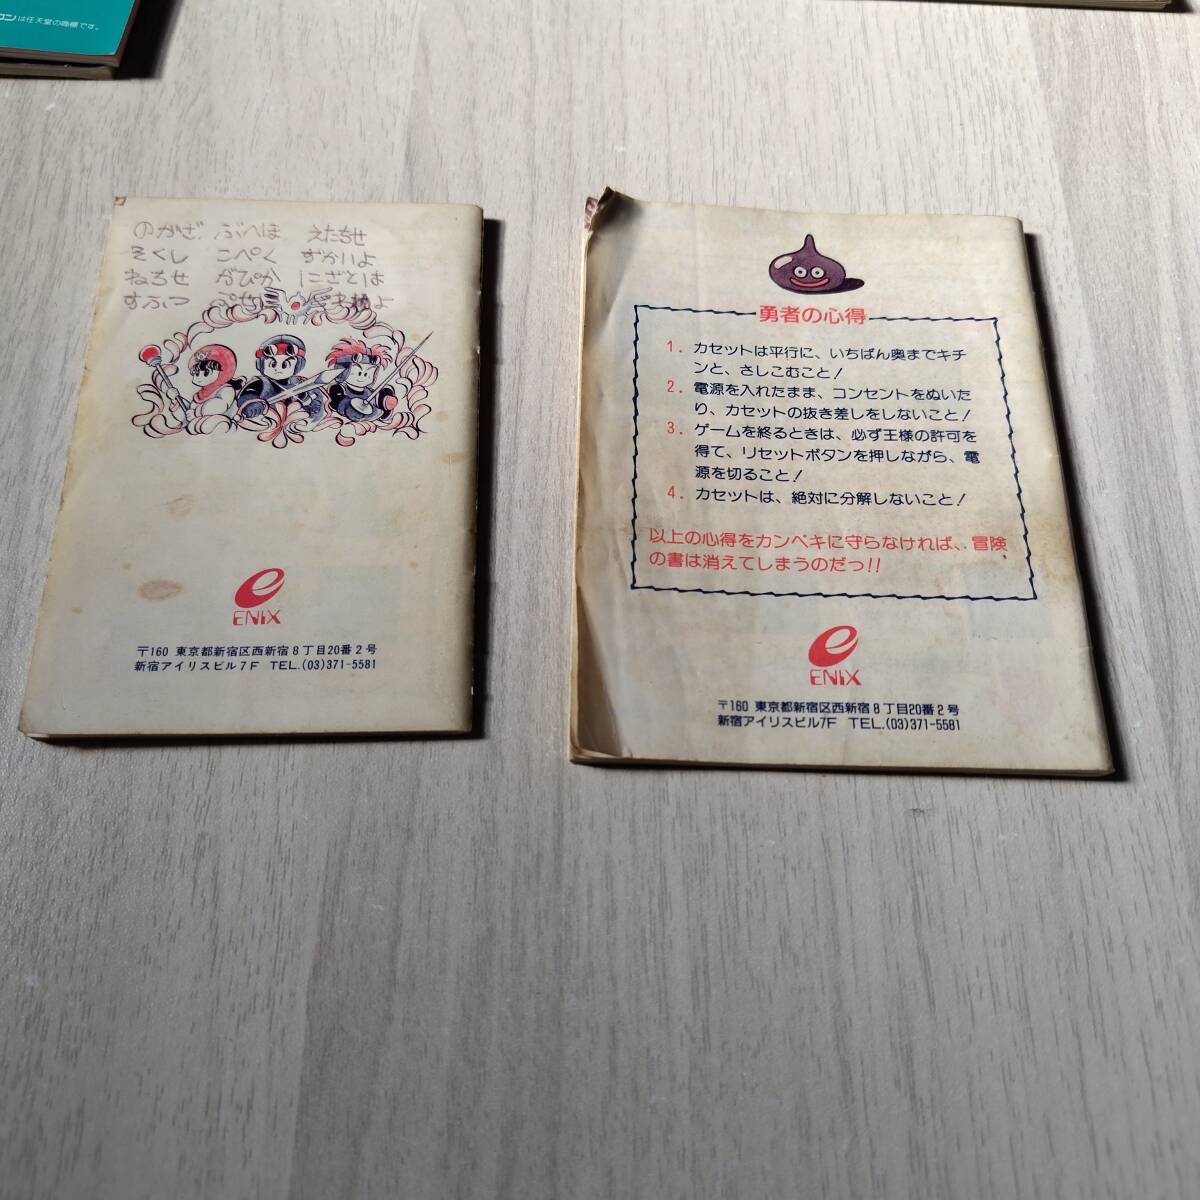 コンは任天堂の商標です。
のかざ ぶへほ えたちせ
そくし こぺく ずかいよ
ねちせ がぴか にざとは
すふつ
ENIX
〒160 東京都新宿区西新宿8丁目20番2号
新宿アイリスビル7F TEL.(03)371-5581
勇者の心得
1. カセットは平行に、いちばん奥までキチ
ンと、さしこむこと!
2. 電源を入れたまま、コンセントをぬいた
り、カセットの抜き差しをしないこと!
3. ゲームを終るときは、必ず王様の許可を
得て、リセットボタンを押しながら、電
源を切ること!
4. カセットは、絶対に分解しないこと!
以上の心得をカンペキに守らなければ、冒険
の書は消えてしまうのだっ!!
ENIX
〒160 東京都新宿区西新宿8丁目20番2号
新宿アイリスビル7F TEL.(03)371-5581